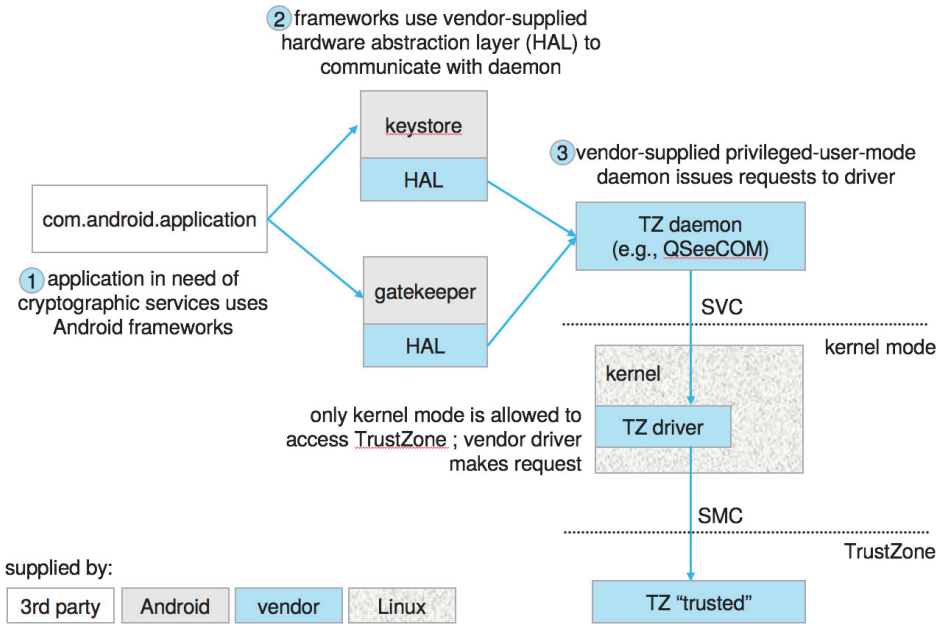 2 frameworks use vendor-supplied
hardware abstraction layer (HAL) to
communicate with daemon
keystore
HAL
3 vendor-supplied privileged-user-mode
daemon issues requests to driver
com.android.application
TZ daemon
(e.g., QSeeCOM)
1 application in need of
cryptographic services uses
Android frameworks
gatekeeper
HAL
SVC
kernel mode
kernel
only kernel mode is allowed to
access TrustZone ; vendor driver
makes request
TZ driver
SMC
TrustZone
supplied by:
3rd party
Android
vendor
Linux
TZ “trusted”